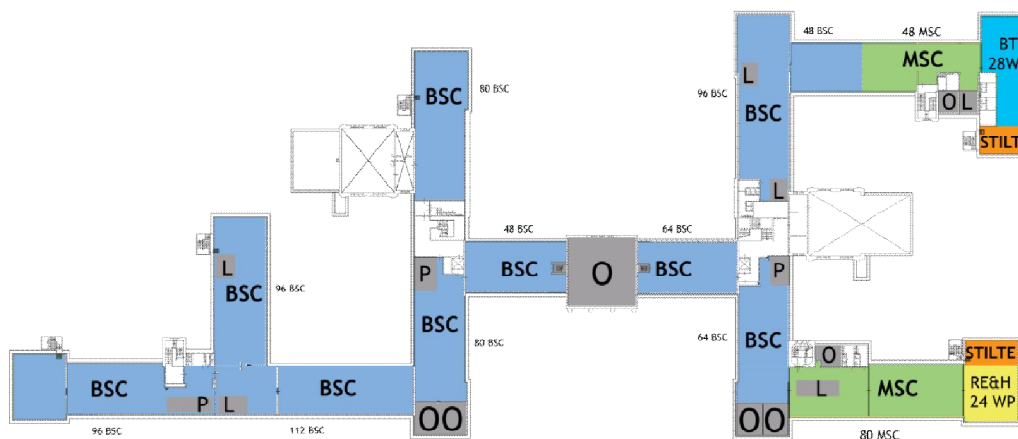 48 BSC
48 MSC
BT
28W
MSC
BSC
80 BSC
L
96 BSC
BSC
O L
STILTE
L
48 BSC
64 BSC
L
P
BSC
O
BSC
P
BSC
96 BSC
BSC
80 BSC
64 BSC
BSC
O
STILTE
BSC
P
L
BSC
L
MSC
RE&H
24 WP
OO
OO
96 BSC
112 BSC
80 MSC